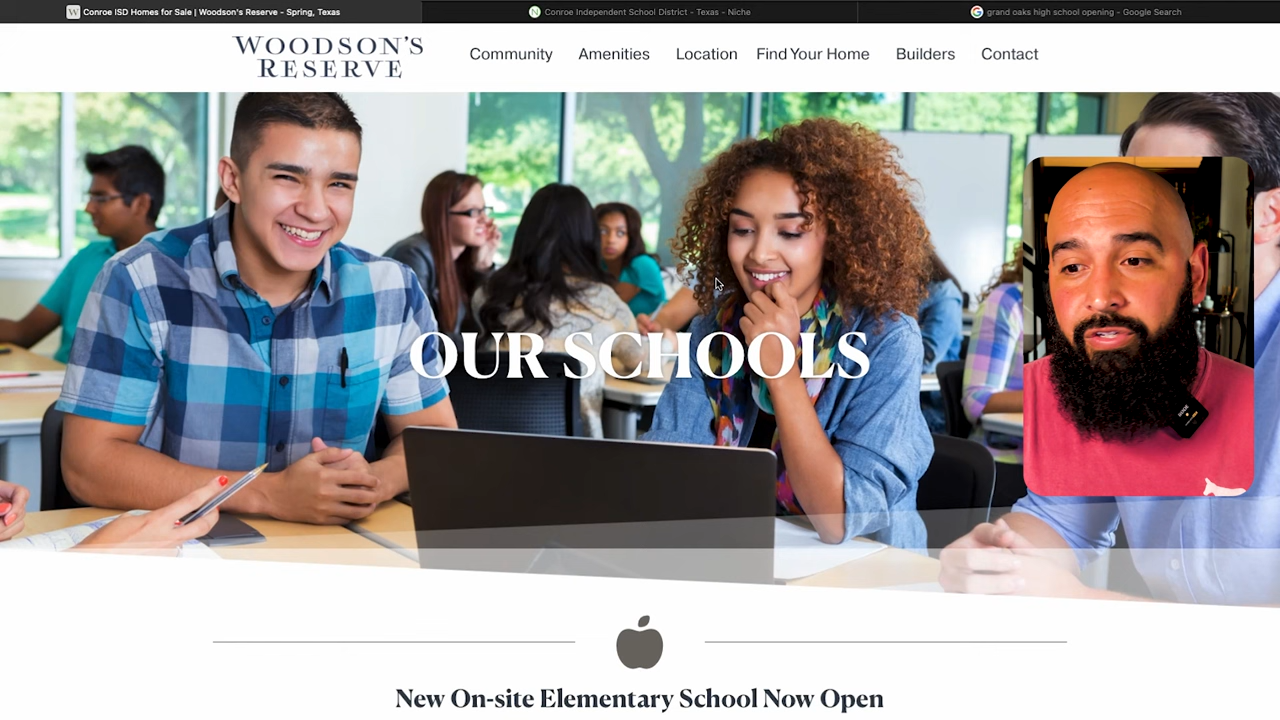 Conroe ISD Homes for Sale | Woodson's Reserve - Spring, Texas
Conroe Independent School District - Texas - Niche
grand oaks high school opening - Google Search
WOODSON'S
RESERVE
Community
Amenities
Location
Find Your Home
Builders
Contact
OUR SCHOOLS
New On-site Elementary School Now Open